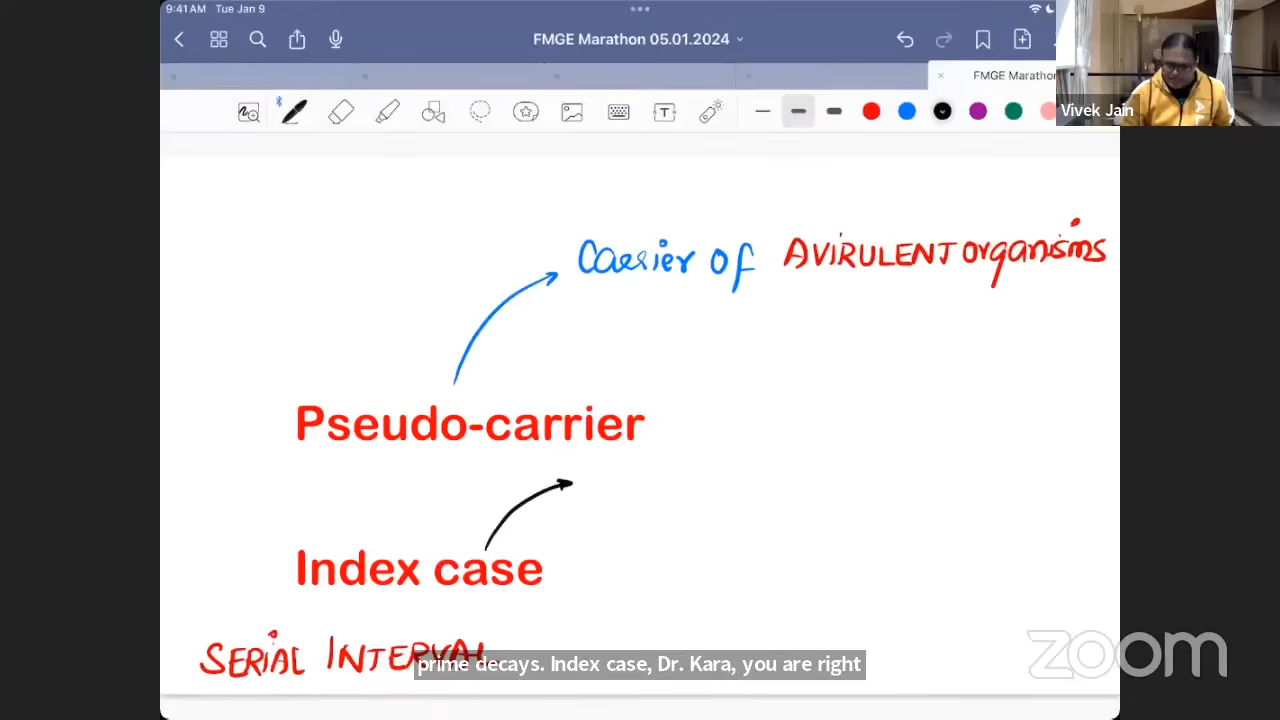 9:41 AM Tue Jan 9
FMGE Marathon 05.01.2024
FMGE Marathon
Vivek Jain
Carrier of AVIRULENT organisms
Pseudo-carrier
Index case
SERIAL INTERVAL
prime decays. Index case, Dr. Kara, you are right
zoom